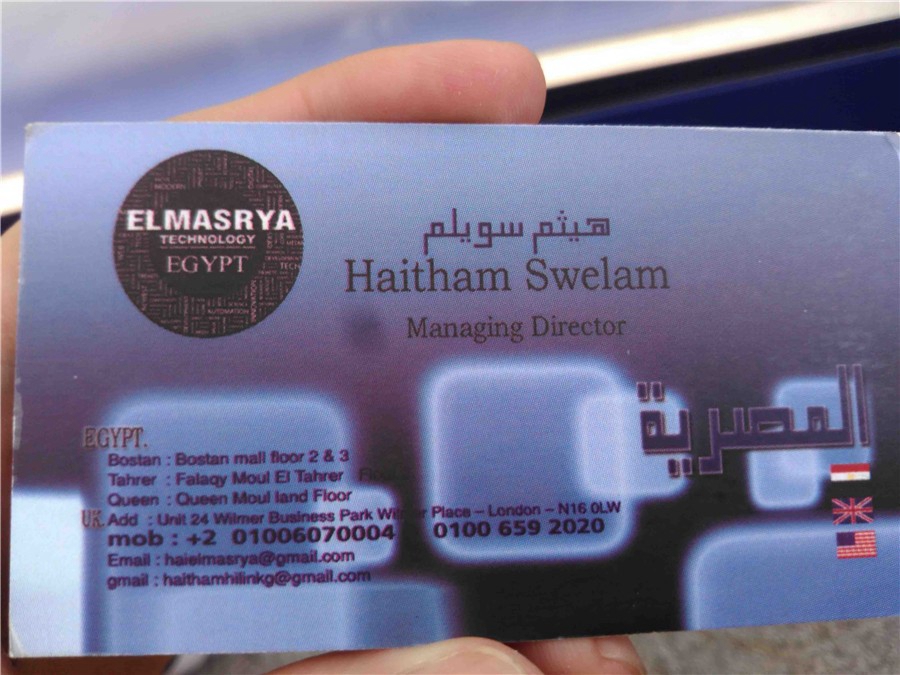 ELMASRYA
TECHNOLOGY
EGYPT
هيثم سويلم
Haitham Swelam
Managing Director
المصرية
EGYPT.
Bostan : Bostan mall floor 2 & 3
Tahrer : Falaqy Moul El Tahrer
Queen : Queen Moul land Floor
UK Add : Unit 24 Wilmer Business Park Wilmer Place – London – N16 0LW
mob : +2 01006070004 0100 659 2020
Email : haielmasrya@gmail.com
gmail : haithamhilinkg@gmail.com